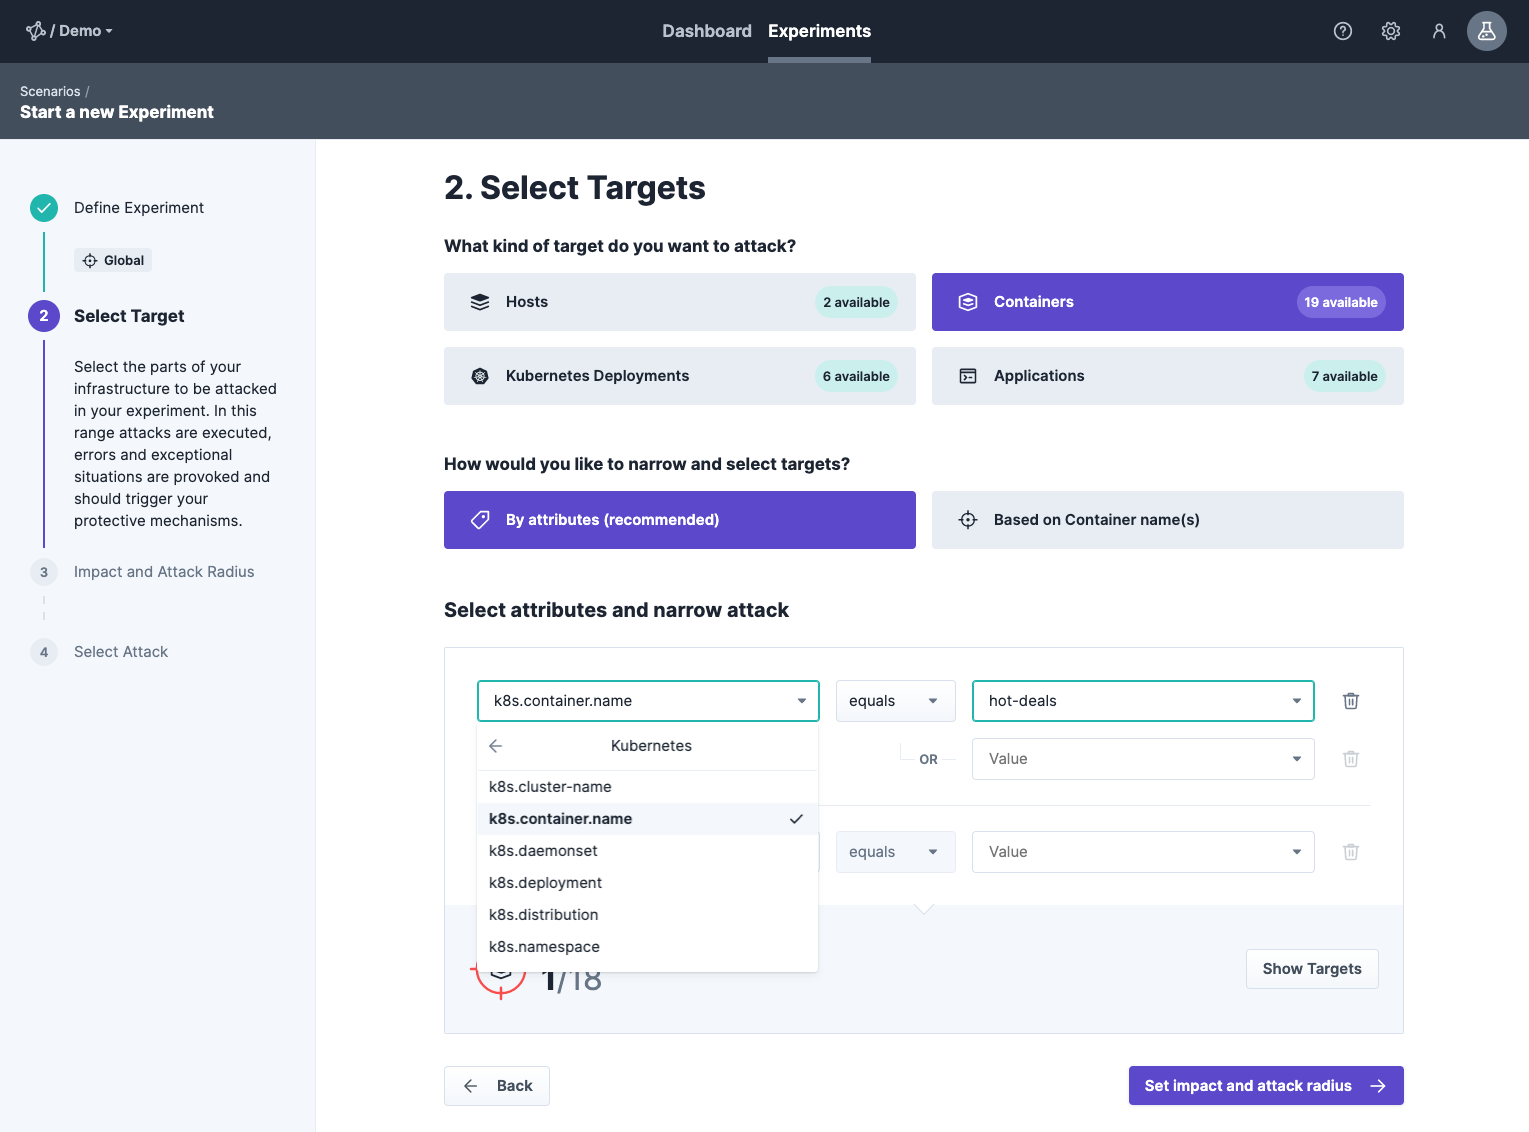 / Demo
Dashboard
Experiments
Scenarios /
Start a new Experiment
Define Experiment
Global
2
Select Target
Select the parts of your
infrastructure to be attacked
in your experiment. In this
range attacks are executed,
errors and exceptional
situations are provoked and
should trigger your
protective mechanisms.
3
Impact and Attack Radius
4
Select Attack
2. Select Targets
What kind of target do you want to attack?
Hosts
2 available
Containers
19 available
Kubernetes Deployments
6 available
Applications
7 available
How would you like to narrow and select targets?
By attributes (recommended)
Based on Container name(s)
Select attributes and narrow attack
k8s.container.name
equals
hot-deals
Kubernetes
OR
Value
k8s.cluster-name
k8s.container.name
k8s.daemonset
equals
Value
k8s.deployment
k8s.distribution
k8s.namespace
1/18
Show Targets
Back
Set impact and attack radius